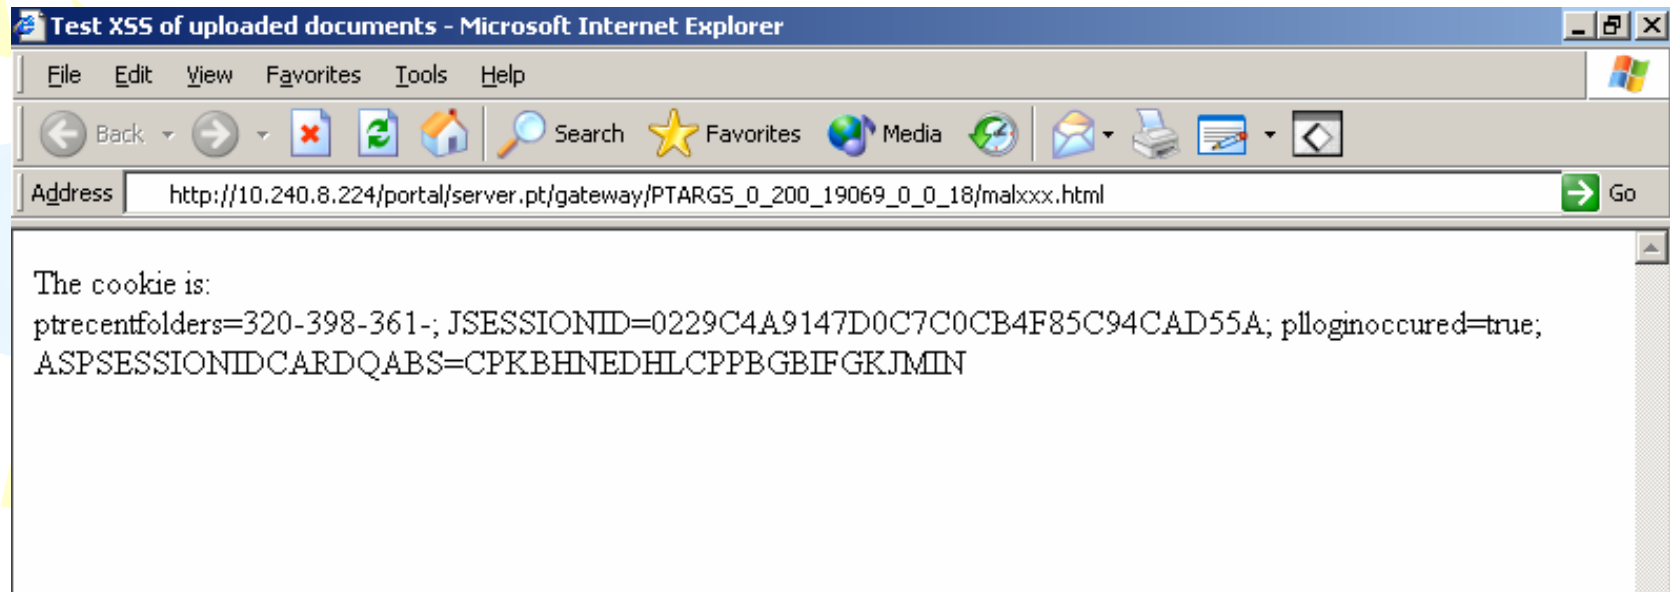 Test XSS of uploaded documents - Microsoft Internet Explorer
File Edit View Favorites Tools Help
Back Search Favorites Media
Address http://10.240.8.224/portal/server.pt/gateway/PTARGS_0_200_19069_0_0_18/malxxx.html Go
The cookie is:
ptrecentfolders=320-398-361-; JSESSIONID=0229C4A9147D0C7C0CB4F85C94CAD55A; plloginoccured=true;
ASPSESSIONIDCARDQABS=CPKBHNEDHLCPPBGBIFGKJMIN